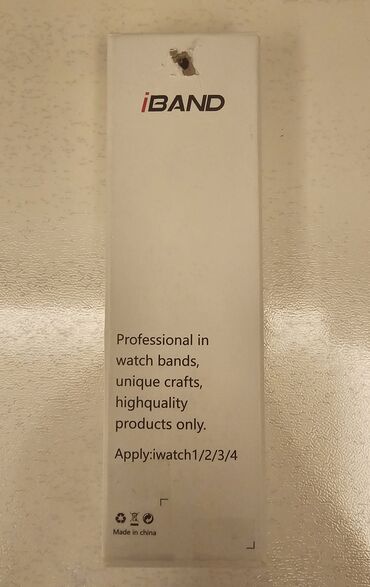 iBAND
Professional in
watch bands,
unique crafts,
highquality
products only.
Apply:iwatch1/2/3/4
Made in china